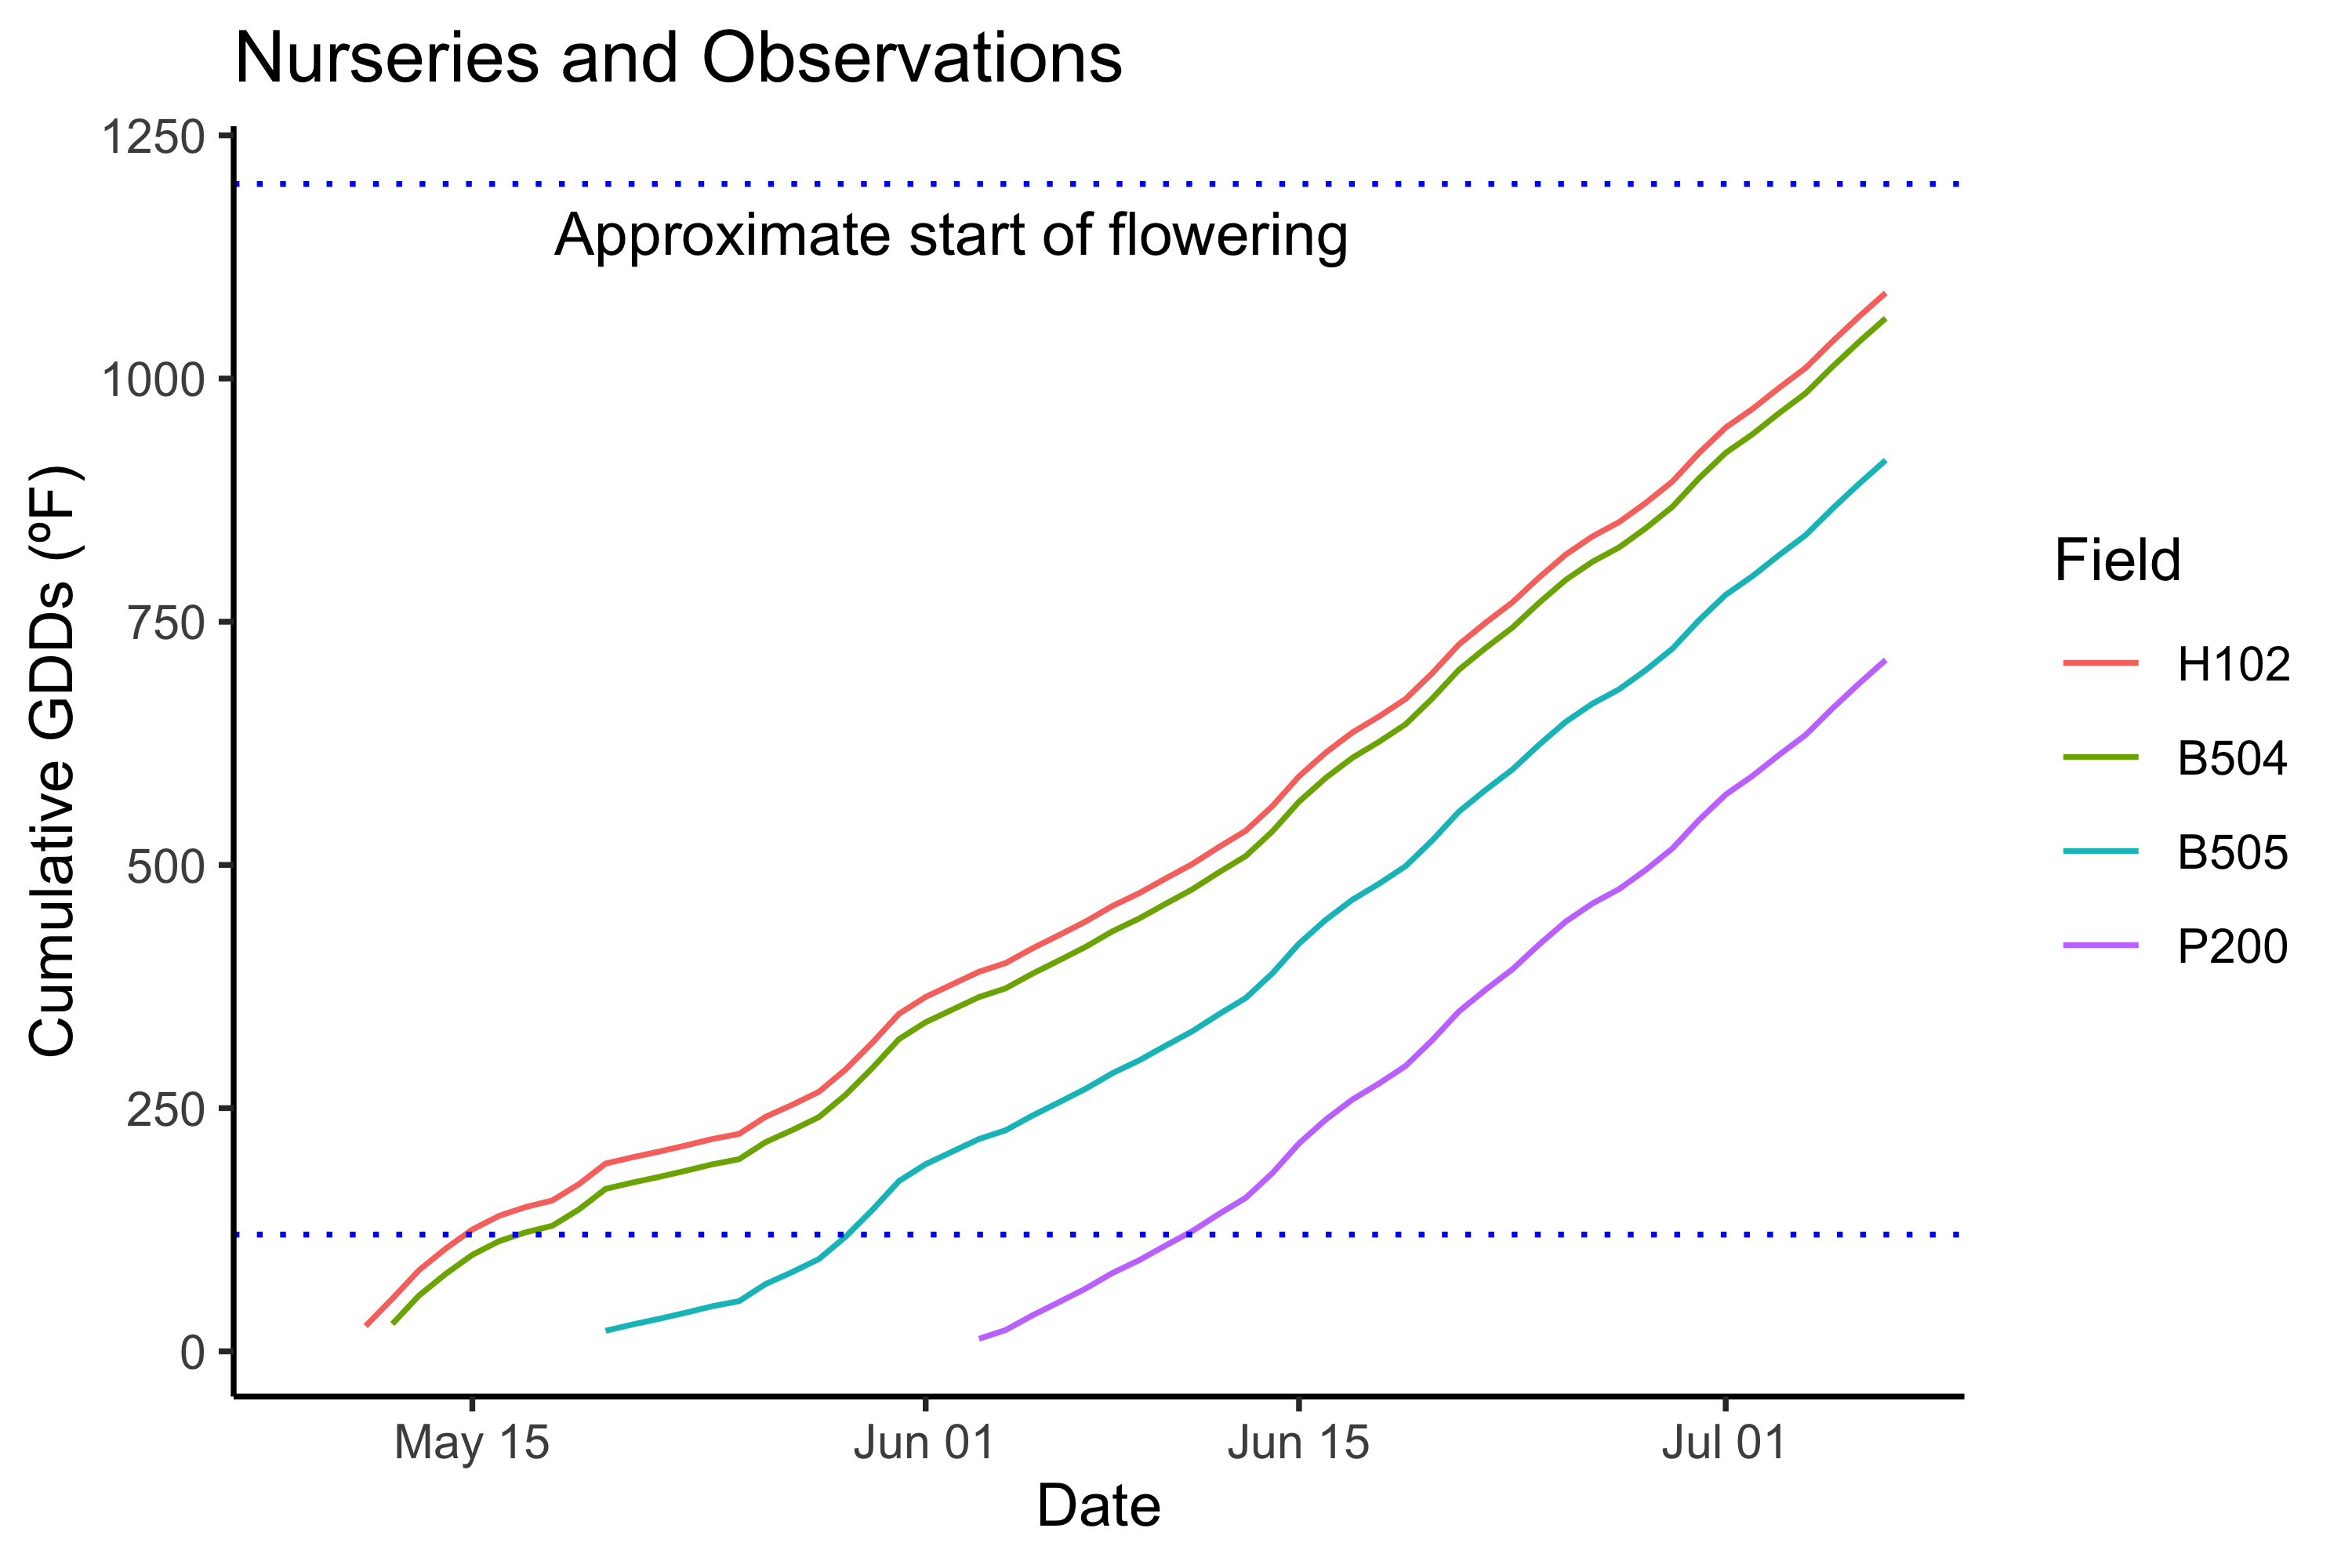 Nurseries and Observations
1250
Approximate start of flowering
1000
750
500
250
0
Cumulative GDDs (ºF)
May 15
Jun 01
Jun 15
Jul 01
Date
Field
H102
B504
B505
P200